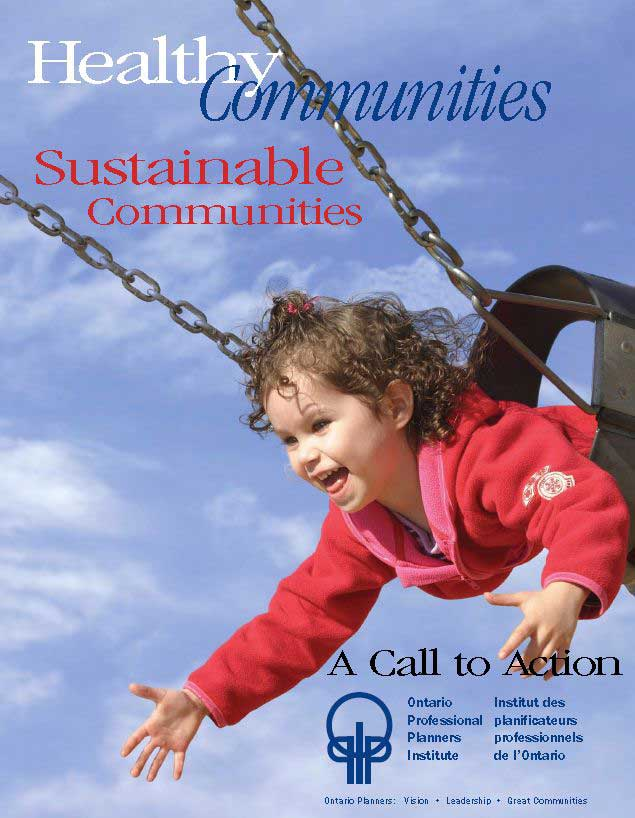 Healthy
Communities
Sustainable
Communities
A Call to Action
Ontario
Professional
Planners
Institute
Institut des
planificateurs
professionnels
de l'Ontario
Ontario Planners: Vision • Leadership • Great Communities